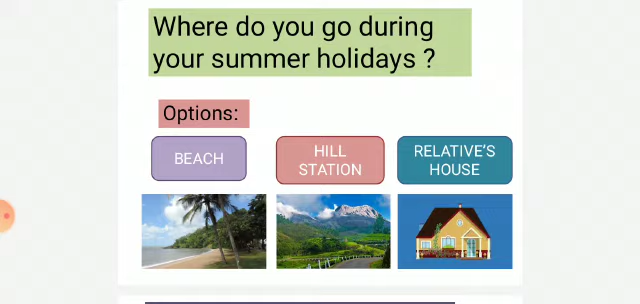 Where do you go during
your summer holidays ?
Options:
BEACH
HILL
STATION
RELATIVE'S
HOUSE